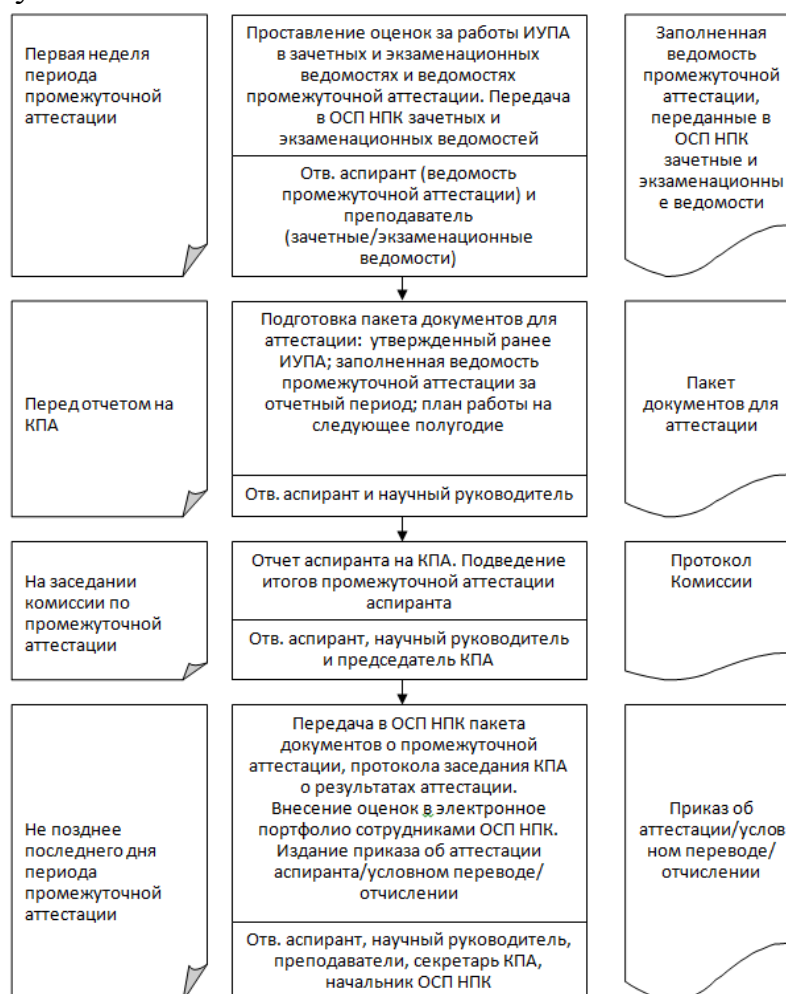 Первая неделя
периода
промежуточной
аттестации
Проставление оценок за работы ИУПА
в зачетных и экзаменационных
ведомостях и ведомостях
промежуточной аттестации. Передача
в ОСП НПК зачетных и
экзаменационных ведомостей
Отв. аспирант (ведомость
промежуточной аттестации) и
преподаватель
(зачетные/экзаменационные
ведомости)
Заполненная
ведомость
промежуточной
аттестации,
переданные в
ОСП НПК
зачетные и
экзаменационны
е ведомости
Перед отчетом на
КПА
Подготовка пакета документов для
аттестации: утвержденный ранее
ИУПА; заполненная ведомость
промежуточной аттестации за
отчетный период; план работы на
следующее полугодие
Отв. аспирант и научный руководитель
Пакет
документов для
аттестации
На заседании
комиссии по
промежуточной
аттестации
Отчет аспиранта на КПА. Подведение
итогов промежуточной аттестации
аспиранта
Отв. аспирант, научный руководитель
и председатель КПА
Протокол
Комиссии
Не позднее
последнего дня
периода
промежуточной
аттестации
Передача в ОСП НПК пакета
документов о промежуточной
аттестации, протокола заседания КПА
о результатах аттестации.
Внесение оценок в электронное
портфолио сотрудниками ОСП НПК.
Издание приказа об аттестации
аспиранта/условном переводе/
отчислении
Отв. аспирант, научный руководитель,
преподаватели, секретарь КПА,
начальник ОСП НПК
Приказ об
аттестации/услов
ном переводе/
отчислении